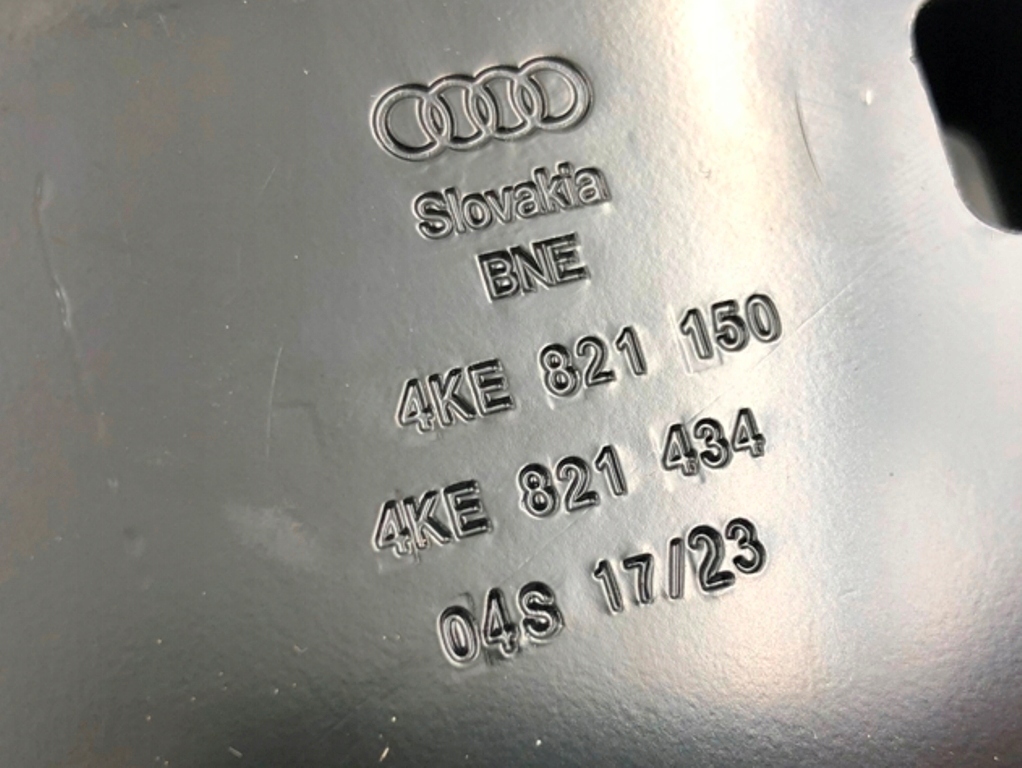 Slovakia
BNE
4KE 821 150
4KE 821 434
04S 17/23